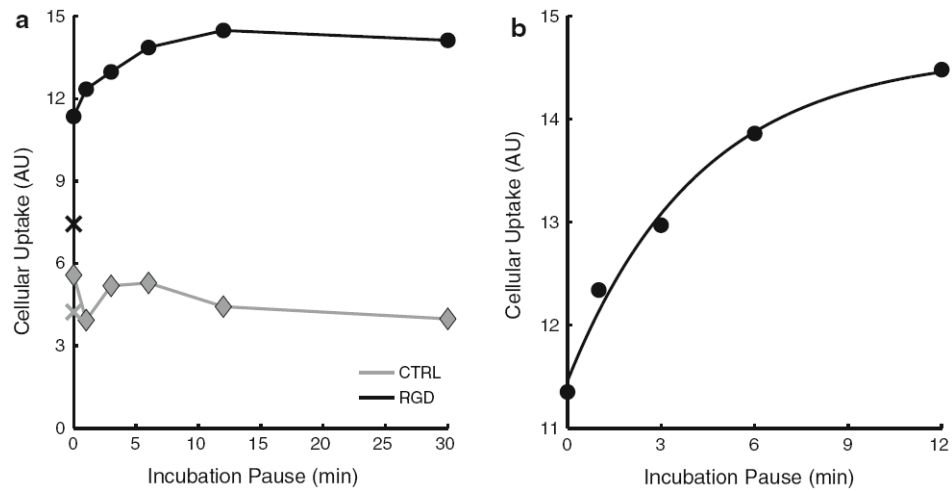 a
15
12
9
6
3
0
Cellular Uptake (AU)
CTRL
RGD
0 5 10 15 20 25 30
Incubation Pause (min)
b
15
14
13
12
11
Cellular Uptake (AU)
0 3 6 9 12
Incubation Pause (min)